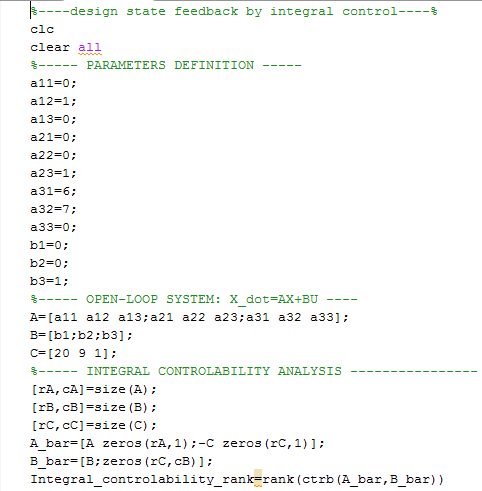 %----design state feedback by integral control----%
clc
clear all
%----- PARAMETERS DEFINITION -----
a11=0;
a12=1;
a13=0;
a21=0;
a22=0;
a23=1;
a31=6;
a32=7;
a33=0;
b1=0;
b2=0;
b3=1;
%----- OPEN-LOOP SYSTEM: X_dot=AX+BU ----
A=[a11 a12 a13;a21 a22 a23;a31 a32 a33];
B=[b1;b2;b3];
C=[20 9 1];
%----- INTEGRAL CONTROLABILITY ANALYSIS ----------------
[rA,cA]=size(A);
[rB,cB]=size(B);
[rC,cC]=size(C);
A_bar=[A zeros(rA,1);-C zeros(rC,1)];
B_bar=[B;zeros(rC,cB)];
Integral_controlability_rank=rank(ctrb(A_bar,B_bar))